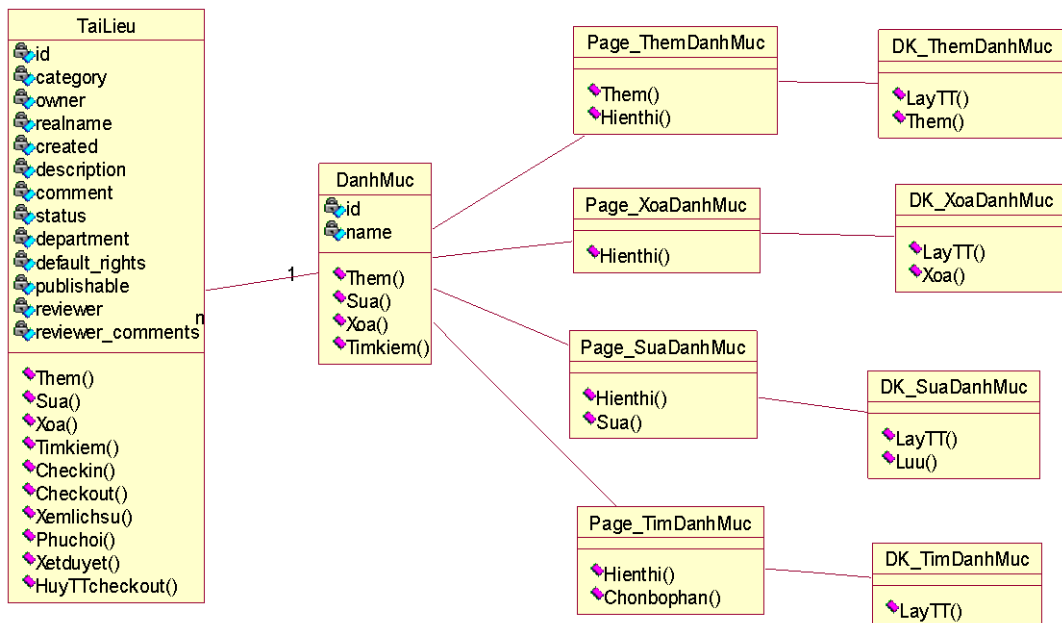 TaiLieu
id
category
owner
realname
created
description
comment
status
department
default_rights
publishable
reviewer
reviewer_comments
Them()
Sua()
Xoa()
Timkiem()
Checkin()
Checkout()
Xemlichsu()
Phuchoi()
Xetduyet()
HuyTTcheckout()
n
1
DanhMuc
id
name
Them()
Sua()
Xoa()
Timkiem()
Page_ThemDanhMuc
Them()
Hienthi()
DK_ThemDanhMuc
LayTT()
Them()
Page_XoaDanhMuc
Hienthi()
DK_XoaDanhMuc
LayTT()
Xoa()
Page_SuaDanhMuc
Hienthi()
Sua()
DK_SuaDanhMuc
LayTT()
Luu()
Page_TimDanhMuc
Hienthi()
Chonbophan()
DK_TimDanhMuc
LayTT()